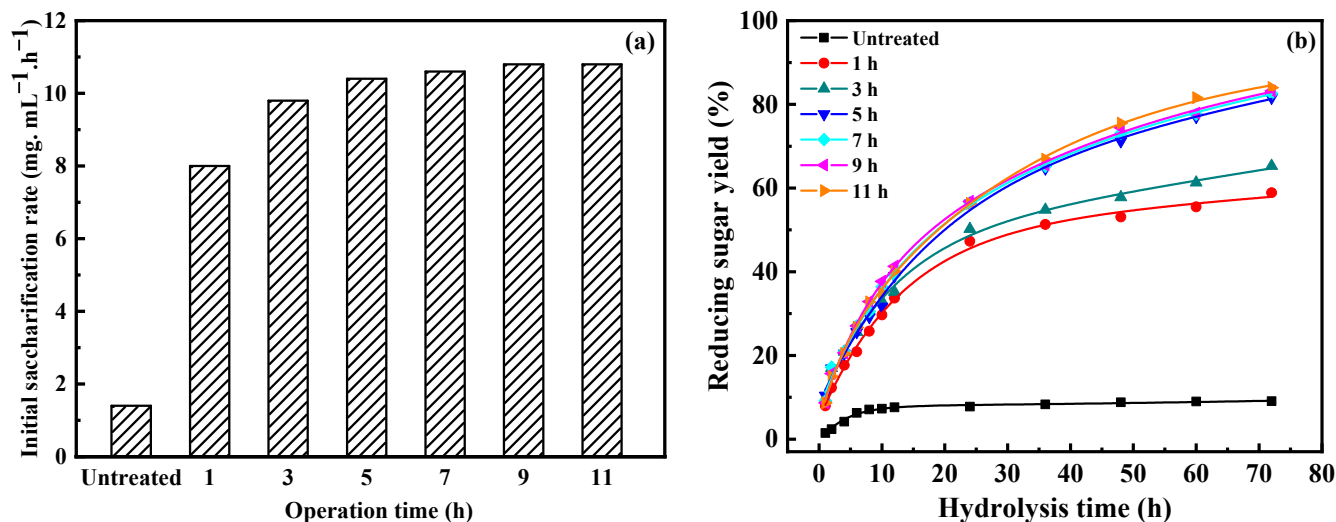 (a)
Initial saccharification rate (mg. mL⁻¹.h⁻¹)
12
10
8
6
4
2
0
Untreated 1 3 5 7 9 11
Operation time (h)
(b)
Reducing sugar yield (%)
100
80
60
40
20
0
Untreated
1 h
3 h
5 h
7 h
9 h
11 h
0 10 20 30 40 50 60 70 80
Hydrolysis time (h)